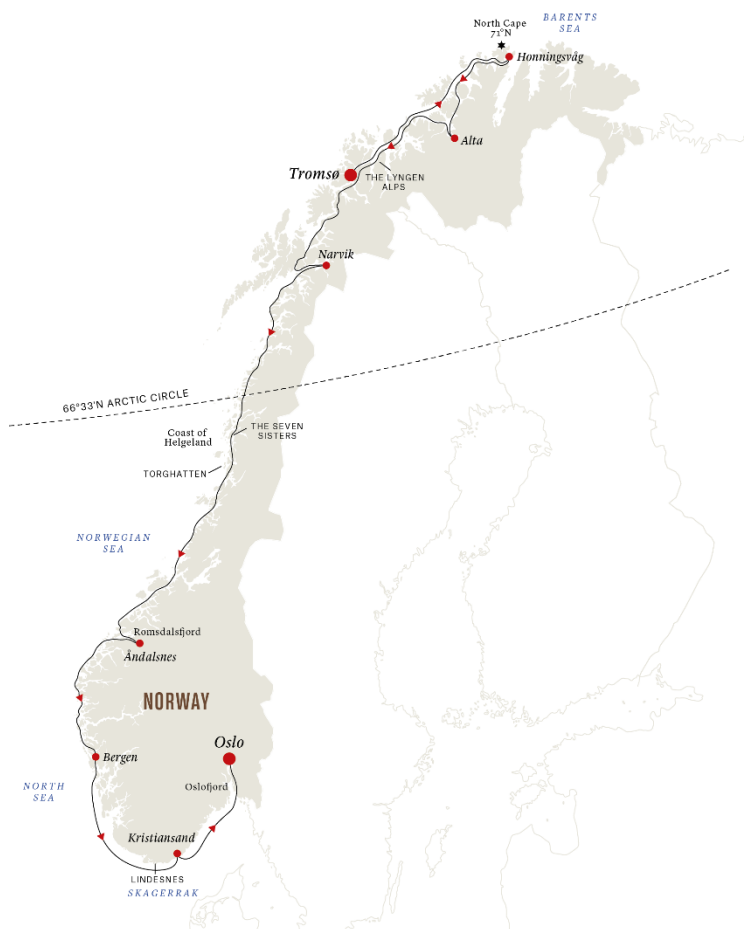 BARENTS
SEA
North Cape
71°N
Honningsvåg
Alta
Tromsø
THE LYNGEN
ALPS
Narvik
66°33'N ARCTIC CIRCLE
Coast of
Helgeland
THE SEVEN
SISTERS
TORGHATTEN
NORWEGIAN
SEA
Romsdalsfjord
Åndalsnes
NORWAY
Oslo
Bergen
Oslofjord
NORTH
SEA
Kristiansand
LINDESNES
SKAGERRAK